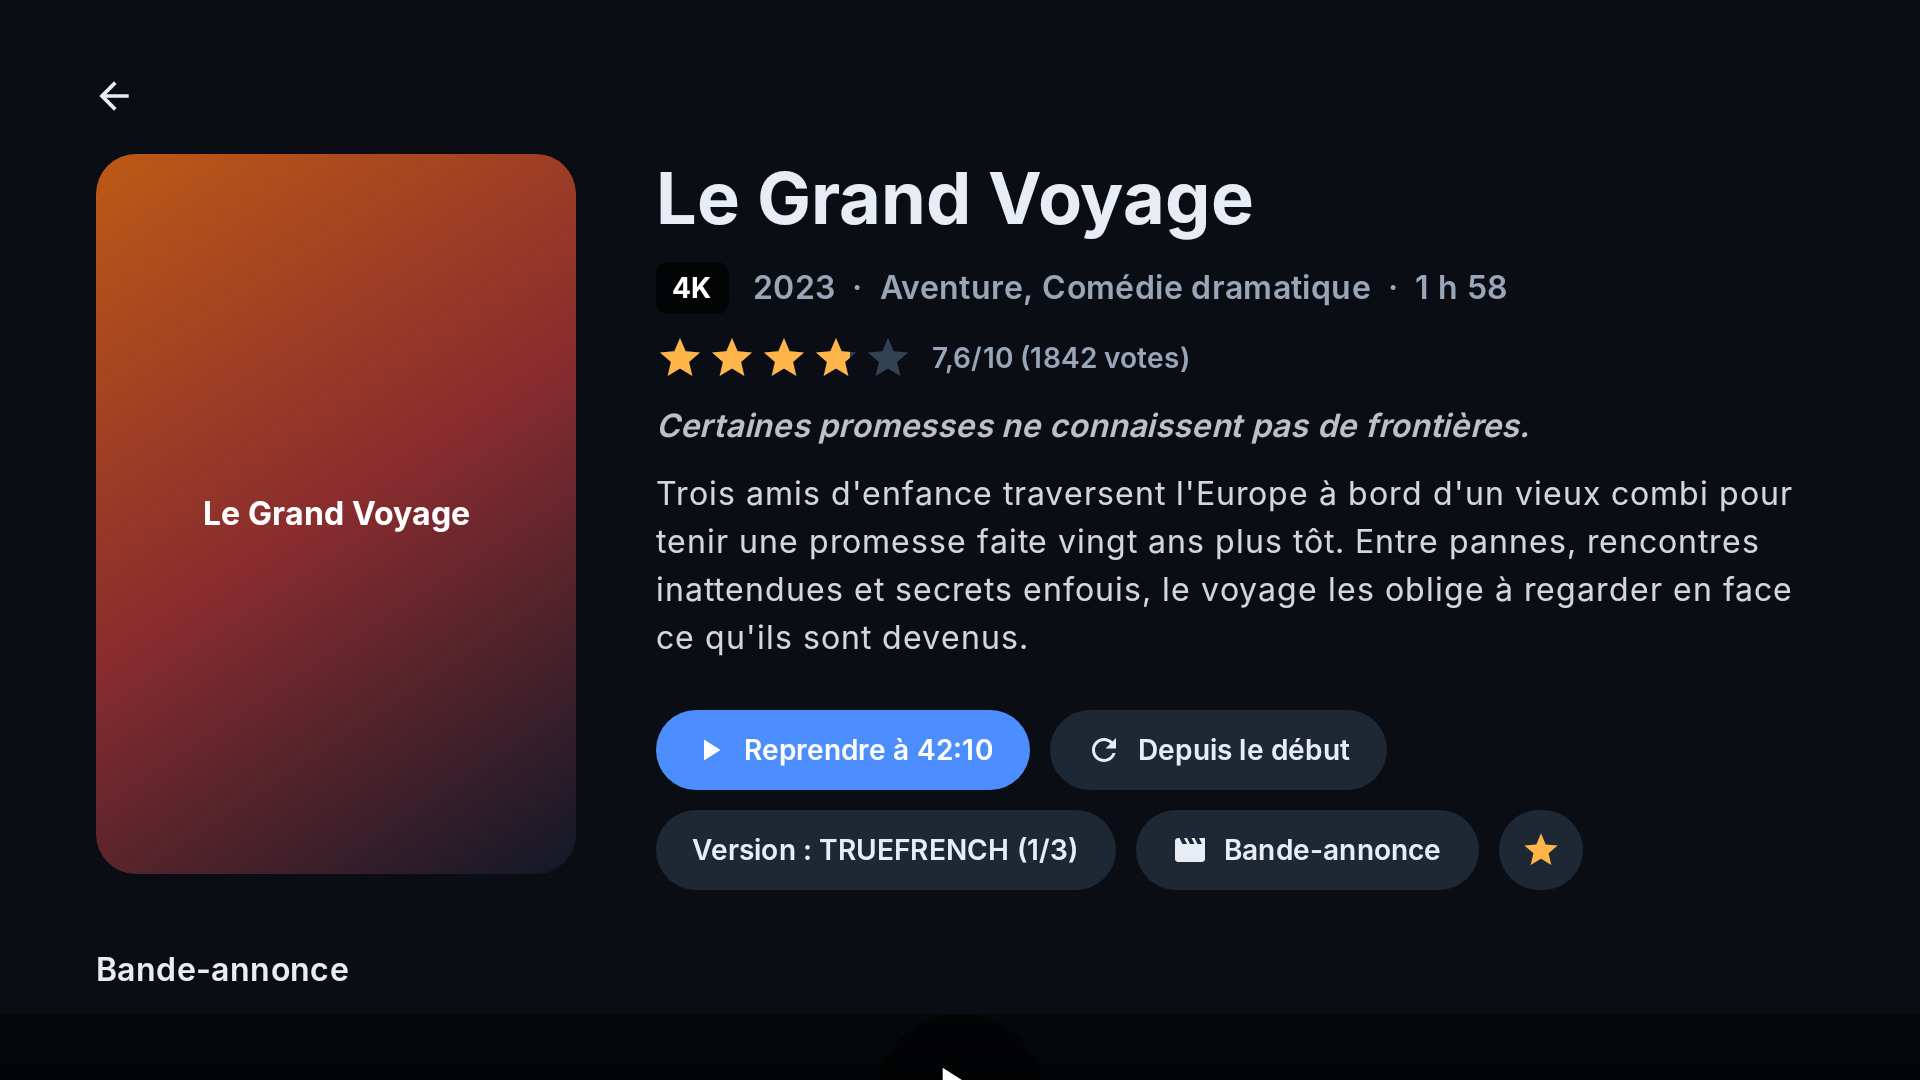 Le Grand Voyage
Le Grand Voyage
4K 2023 · Aventure, Comédie dramatique · 1 h 58
7,6/10 (1842 votes)
Certaines promesses ne connaissent pas de frontières.
Trois amis d'enfance traversent l'Europe à bord d'un vieux combi pour
tenir une promesse faite vingt ans plus tôt. Entre pannes, rencontres
inattendues et secrets enfouis, le voyage les oblige à regarder en face
ce qu'ils sont devenus.
Reprendre à 42:10 Depuis le début
Version : TRUEFRENCH (1/3) Bande-annonce
Bande-annonce